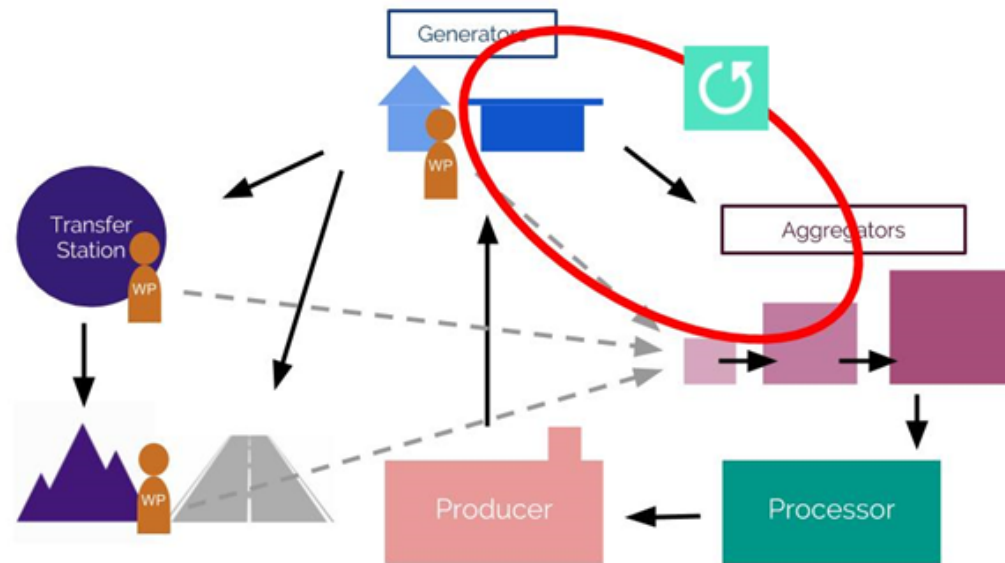 Generators
WP
Transfer
Station
WP
Aggregators
WP
Producer
Processor